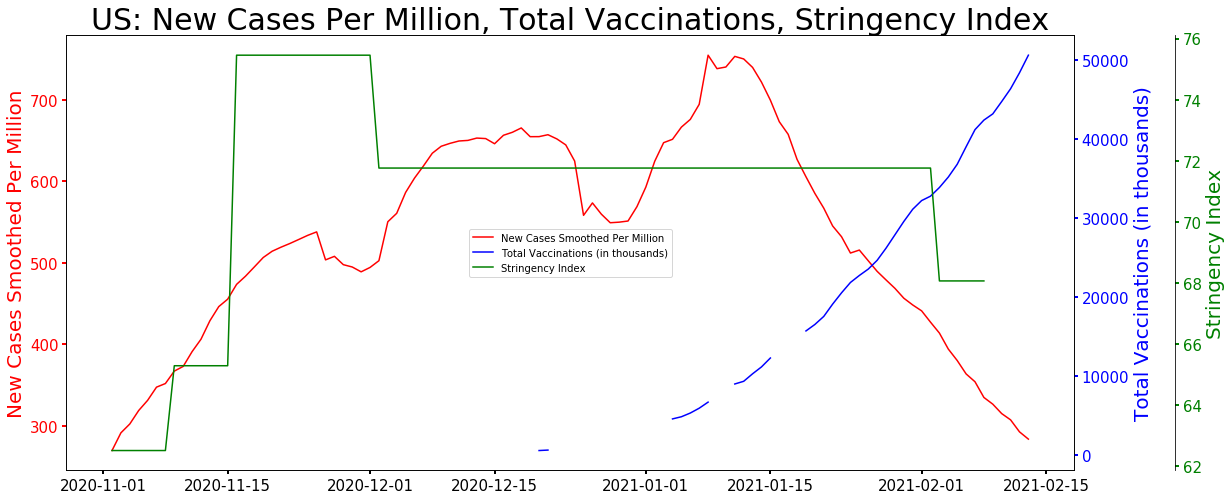 US: New Cases Per Million, Total Vaccinations, Stringency Index
New Cases Smoothed Per Million
700
600
500
400
300
New Cases Smoothed Per Million
Total Vaccinations (in thousands)
Stringency Index
50000
40000
30000
20000
10000
0
Total Vaccinations (in thousands)
76
74
72
70
68
66
64
62
Stringency Index
2020-11-01 2020-11-15 2020-12-01 2020-12-15 2021-01-01 2021-01-15 2021-02-01 2021-02-15